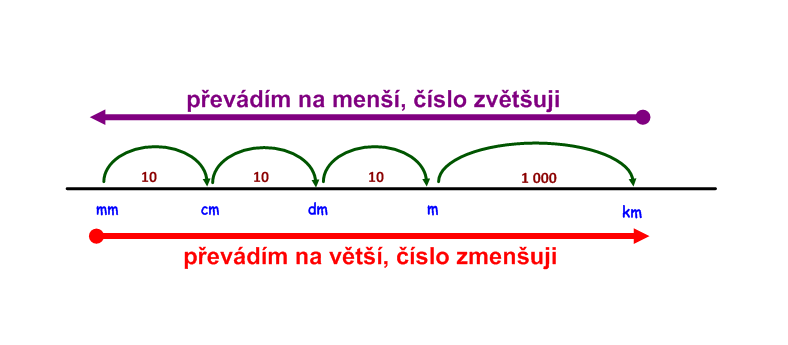 převádím na menší, číslo zvětšuji
10 10 10 1 000
mm cm dm m km
převádím na větší, číslo zmenšuji